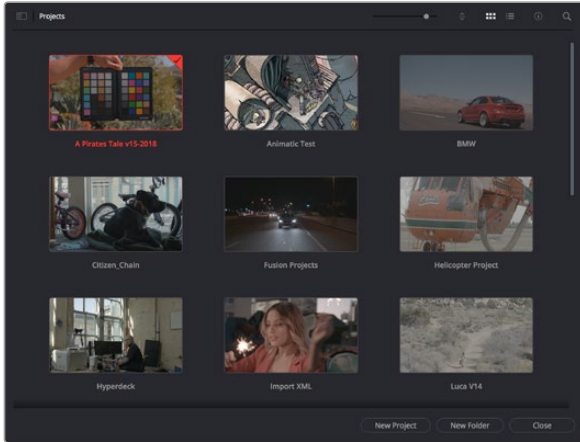 Projects
A Pirates Tale v15-2018
Animatic Test
BMW
Citizen_Chain
Fusion Projects
Helicopter Project
Hyperdeck
Import XML
Luca V14
New Project
New Folder
Close